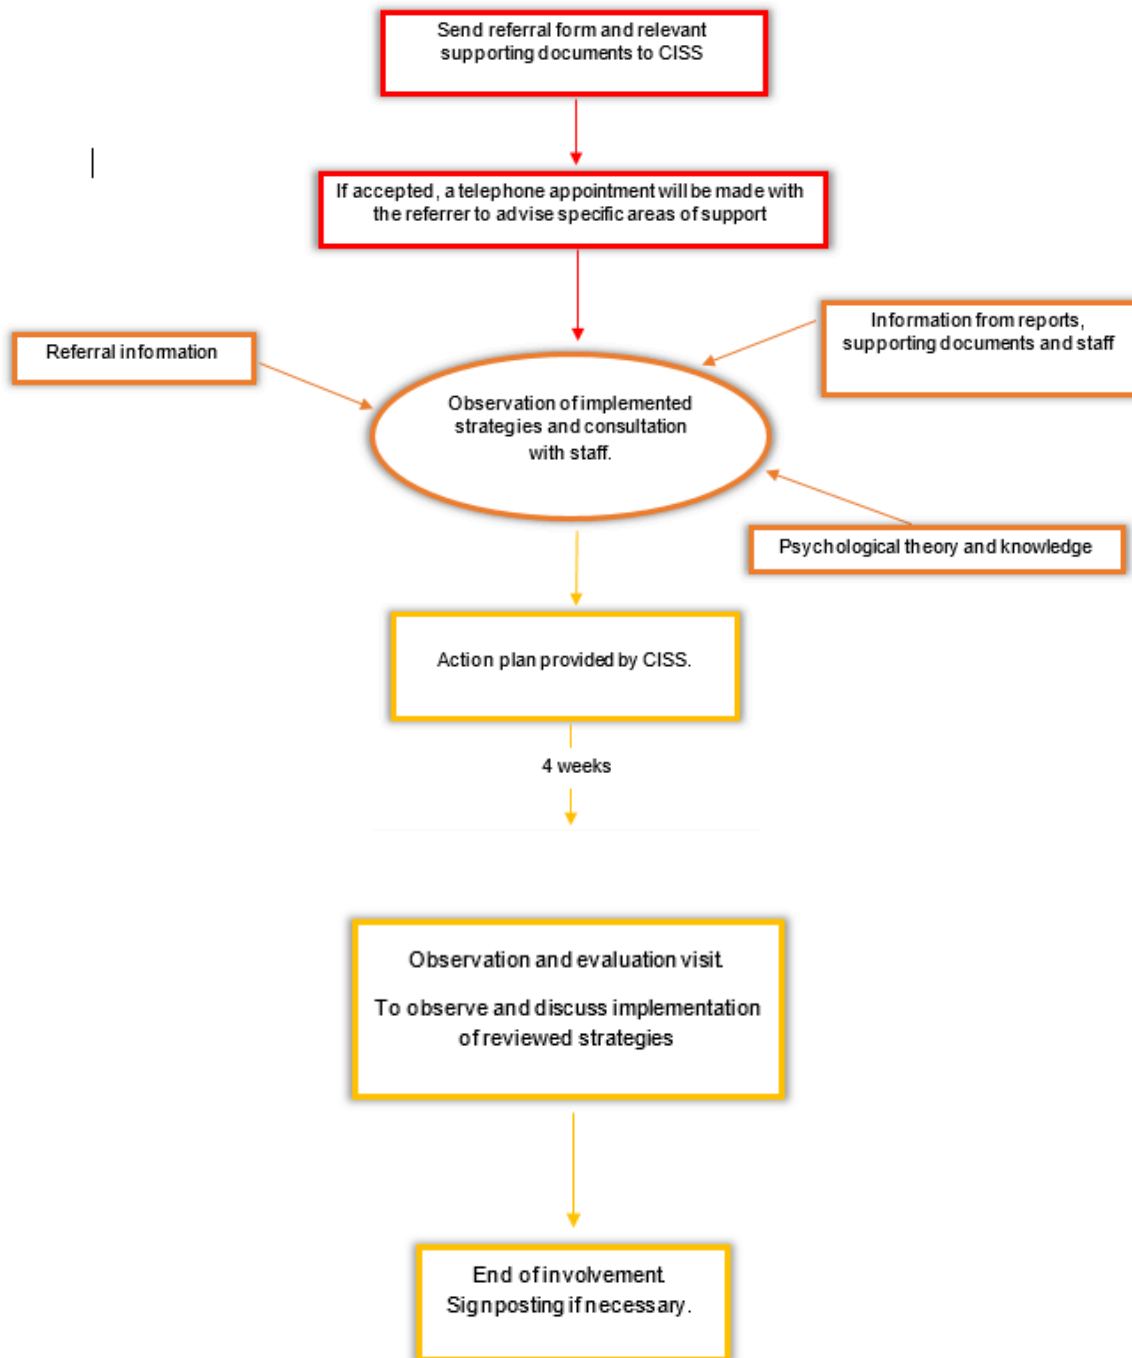 Send referral form and relevant
supporting documents to CISS
If accepted, a telephone appointment will be made with
the referrer to advise specific areas of support
Referral information
Information from reports,
supporting documents and staff
Observation of implemented
strategies and consultation
with staff.
Psychological theory and knowledge
Action plan provided by CISS.
4 weeks
Observation and evaluation visit.
To observe and discuss implementation
of reviewed strategies
End of involvement.
Signposting if necessary.